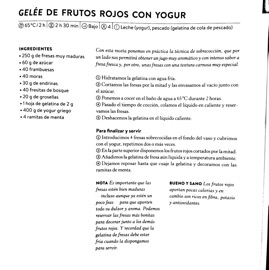 GELÉE DE FRUTOS ROJOS CON YOGUR
65°C / 2 h | 2 h 30 min | Bajo | 4 | Leche (yogur), pescado (gelatina de cola de pescado)
INGREDIENTES
• 250 g de fresas muy maduras
• 60 g de azúcar
• 40 frambuesas
• 40 moras
• 30 g de endrinas
• 40 fresitas de bosque
• 20 g de grosellas
• 1 hoja de gelatina de 2 g
• 400 g de yogur griego
• 4 ramitas de menta
Con esta receta ponemos en práctica la técnica de sobrecocción, que por
un lado nos permitirá obtener un jugo muy aromático y con intenso sabor a
fresa fresca y, por otro, unas fresas con una textura carnosa muy especial.
① Hidratamos la gelatina con agua fría.
② Cortamos las fresas por la mitad y las envasamos al vacío junto con
el azúcar.
③ Ponemos a cocer en el baño de agua a 65°C durante 2 horas.
④ Pasado el tiempo de cocción, colamos el líquido en caliente y reser-
vamos las fresas.
⑤ Deshacemos la gelatina en el líquido caliente.
Para finalizar y servir
① Introducimos 4 fresas sobrecocidas en el fondo del vaso y cubrimos
con el yogur, repetimos dos o más veces.
② En la parte superior disponemos los frutos rojos cortados por la mitad.
③ Añadimos la gelatina de fresas aún líquida y a temperatura ambiente.
④ Dejamos reposar hasta que cuaje la gelatina y decoramos con las
ramitas de menta
NOTA Es importante que las
fresas estén bien maduras
incluso aunque ya estén un
poco feas para que aporten
todo su dulzor y aroma. Podemos
reservar las fresas más bonitas
para decorar junto a los demás
frutos rojos. Y recordad que la
gelatina de fresas debe estar
fría cuando la dispongamos
para servir.
BUENO Y SANO Los frutos rojos
aportan pocas calorías y en
cambio son ricos en fibra, potasio
y antioxidantes.